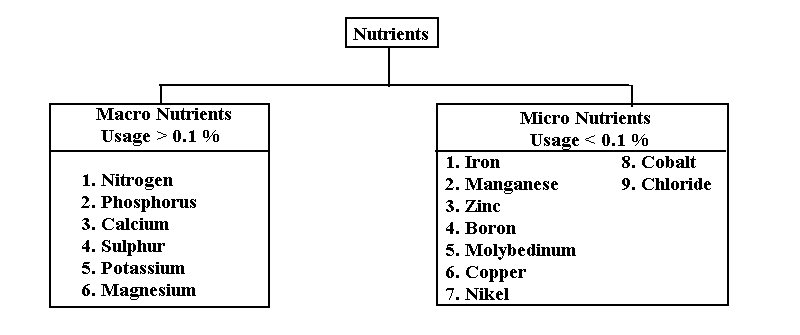 Nutrients
Macro Nutrients
Usage > 0.1 %
1. Nitrogen
2. Phosphorus
3. Calcium
4. Sulphur
5. Potassium
6. Magnesium
Micro Nutrients
Usage < 0.1 %
1. Iron
2. Manganese
3. Zinc
4. Boron
5. Molybedinum
6. Copper
7. Nikel
8. Cobalt
9. Chloride